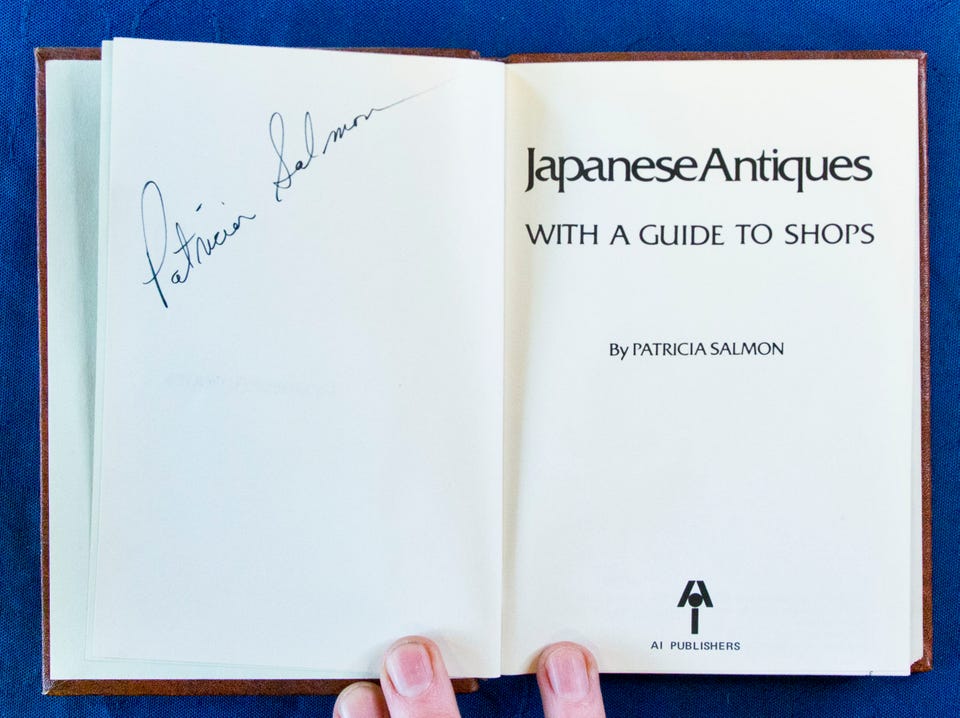 Patricia Salmon
Japanese Antiques
WITH A GUIDE TO SHOPS
By PATRICIA SALMON
AI PUBLISHERS